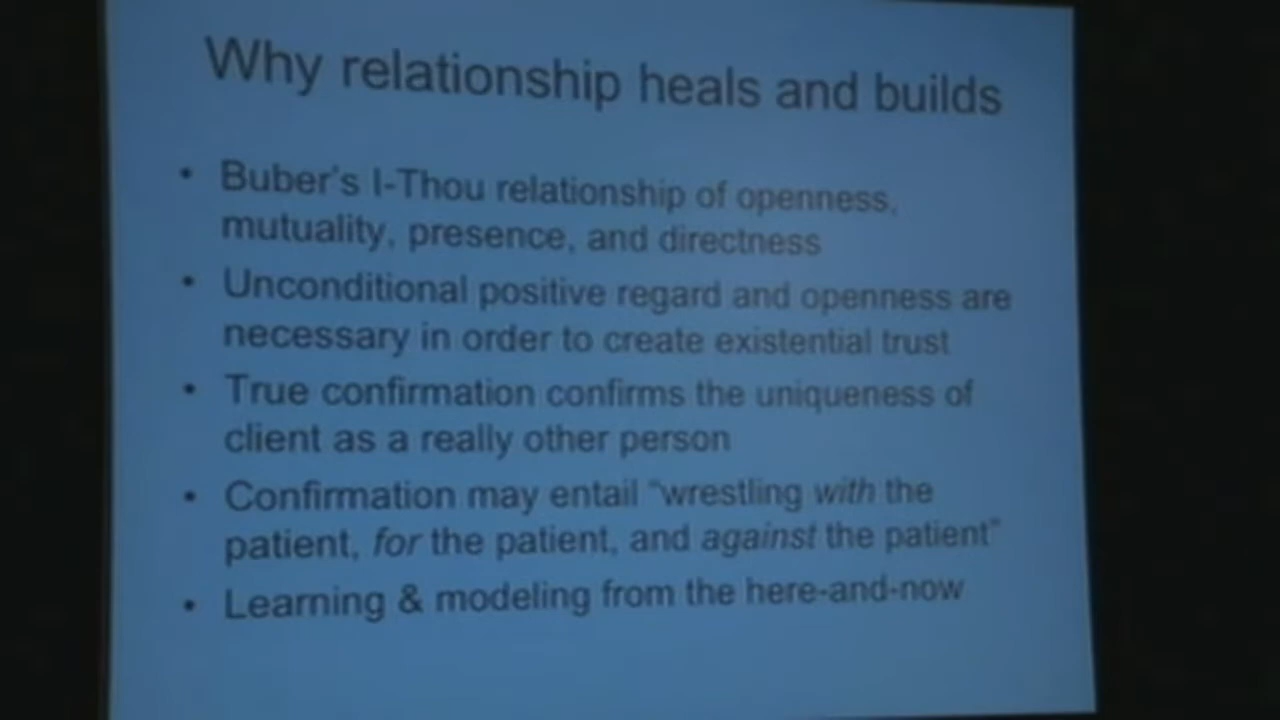 Why relationship heals and builds
• Buber's I-Thou relationship of openness,
mutuality, presence, and directness
• Unconditional positive regard and openness are
necessary in order to create existential trust
• True confirmation confirms the uniqueness of
client as a really other person
• Confirmation may entail "wrestling with the
patient, for the patient, and against the patient"
• Learning & modeling from the here-and-now